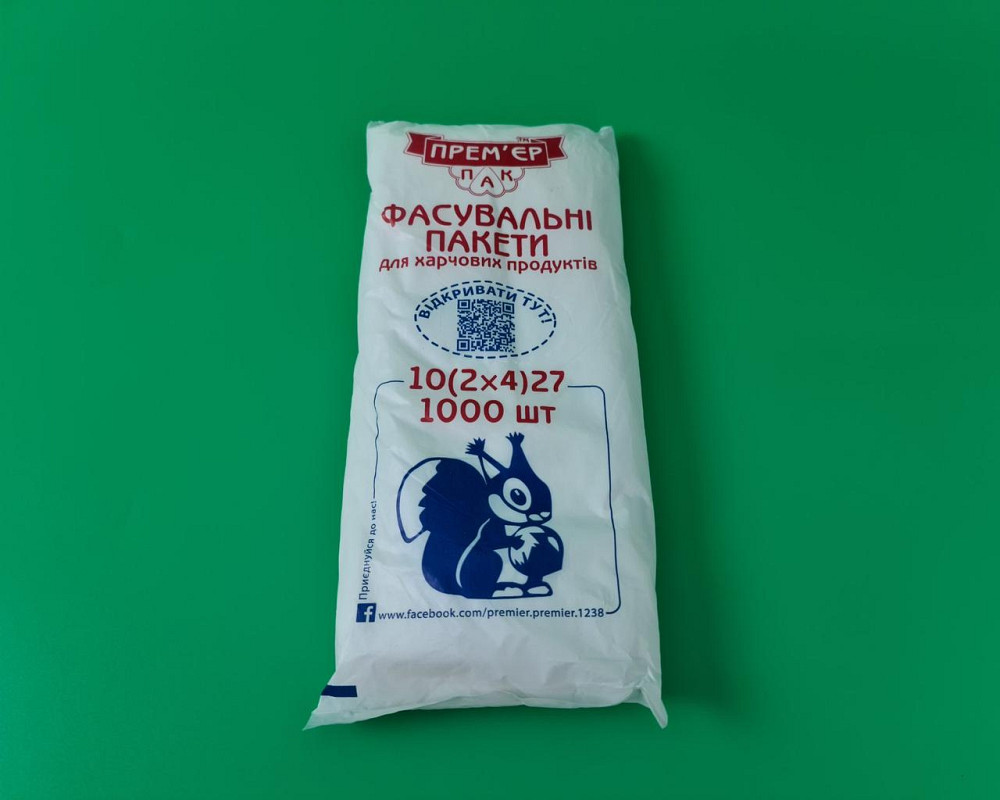 ПРЕМ'ЄР
ПАК
ФАСУВАЛЬНІ
ПАКЕТИ
для харчових продуктів
ВІДКРИВАТИ ТУТ!
10(2×4)27
1000 шт
Приєднуйся до нас!
www.facebook.com/premier.premier.1238